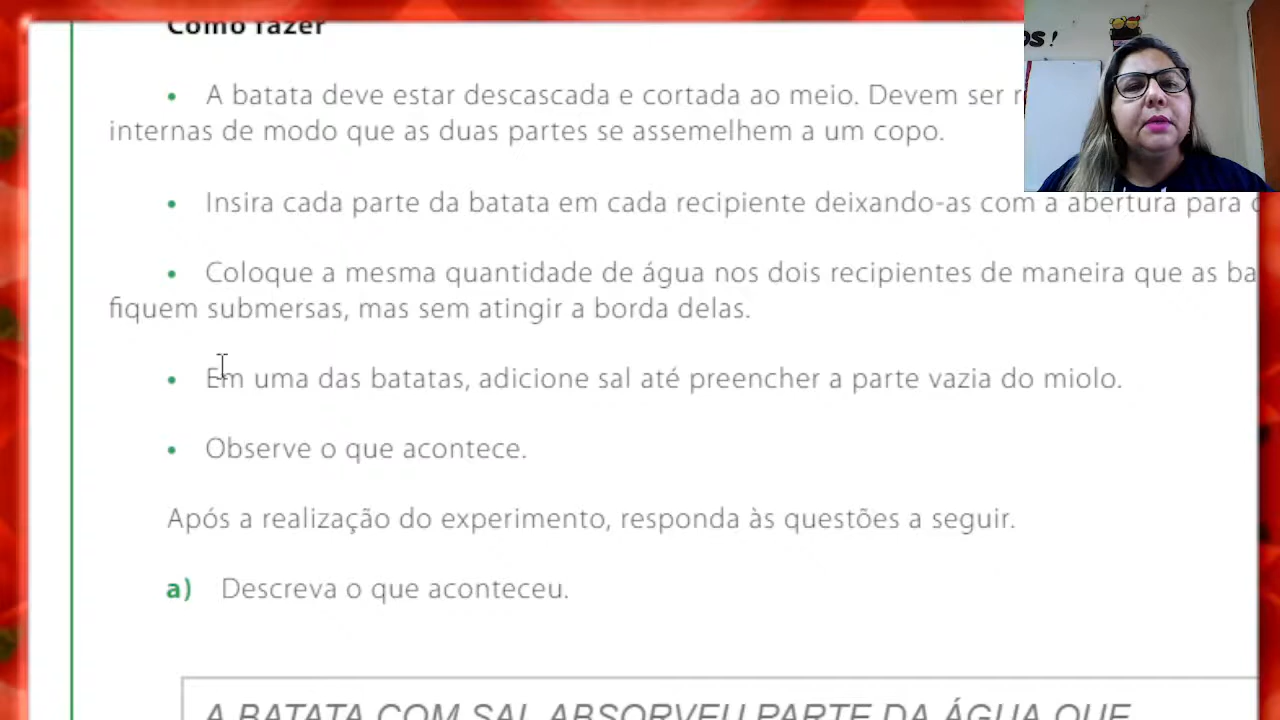 Como fazer
OS!
• A batata deve estar descascada e cortada ao meio. Devem ser
internas de modo que as duas partes se assemelhem a um copo.
• Insira cada parte da batata em cada recipiente deixando-as com a abertura para
• Coloque a mesma quantidade de água nos dois recipientes de maneira que as ba
fiquem submersas, mas sem atingir a borda delas.
• Em uma das batatas, adicione sal até preencher a parte vazia do miolo.
• Observe o que acontece.
Após a realização do experimento, responda às questões a seguir.
a) Descreva o que aconteceu.
A BATATA COM SAL ABSORVEU PARTE DA ÁGUA QUE